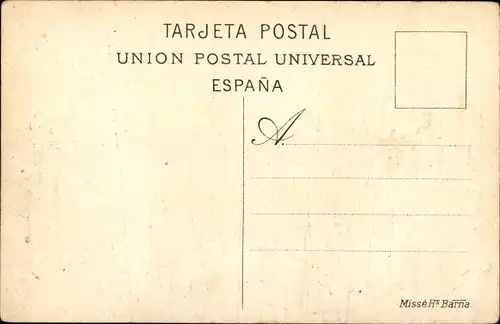 TARJETA POSTAL
UNION POSTAL UNIVERSAL
ESPAÑA
A.
Missé Hs Barna